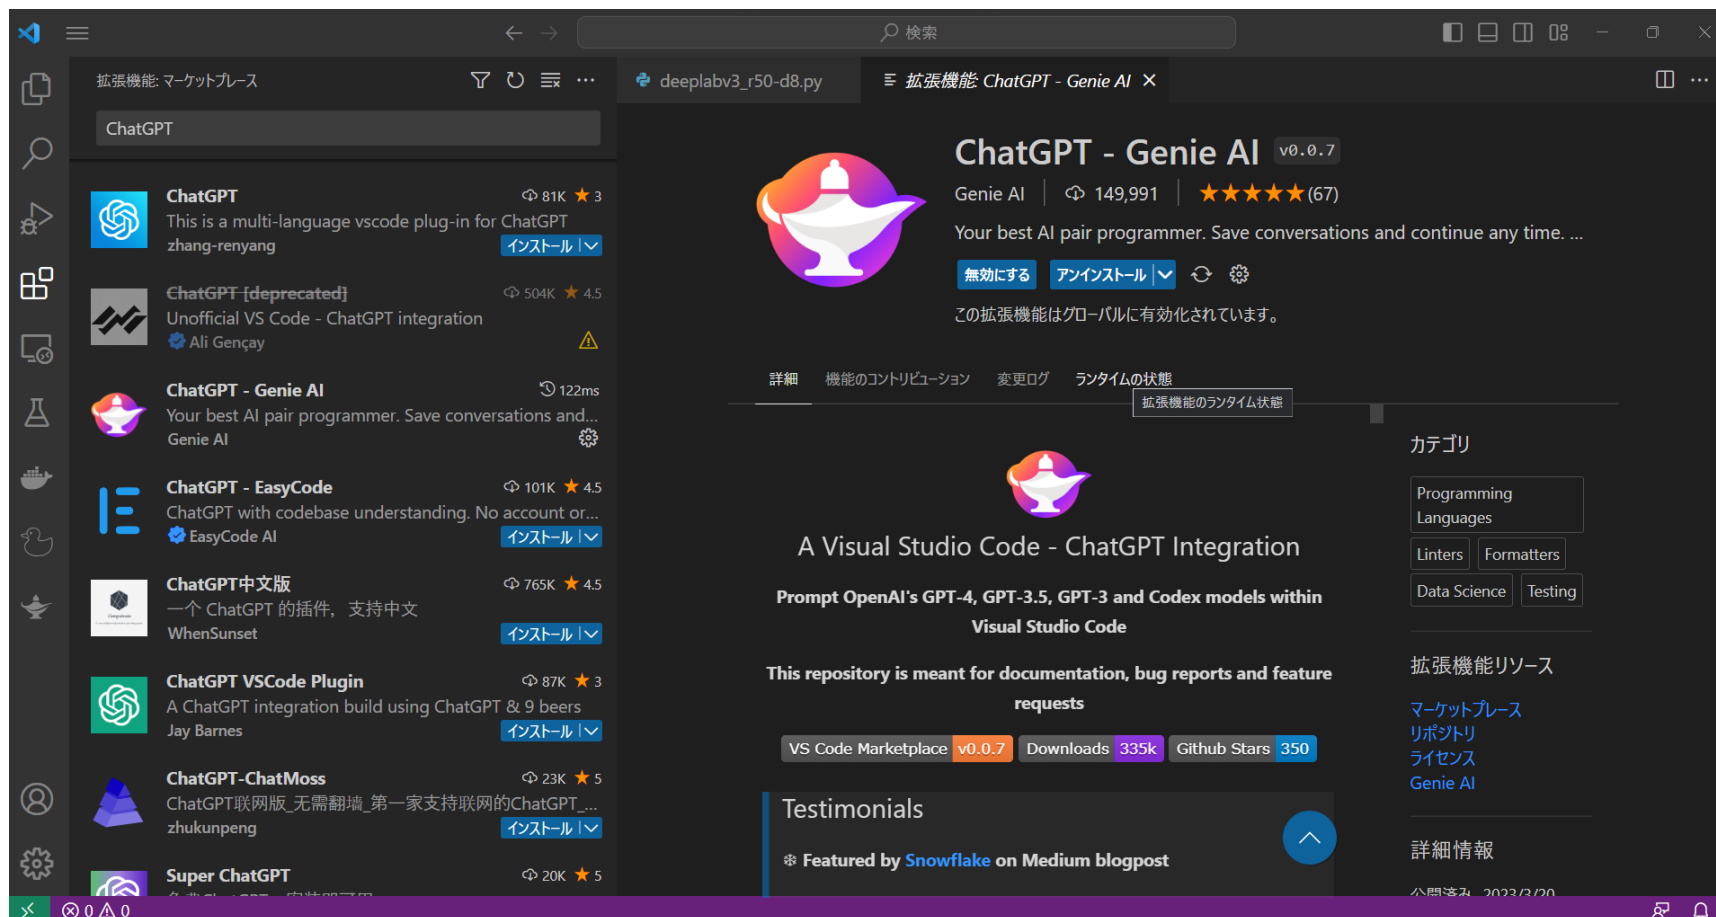 検索
拡張機能: マーケットプレース
ChatGPT
ChatGPT
81K ★ 3
This is a multi-language vscode plug-in for ChatGPT
zhang-renyang
インストール
ChatGPT [deprecated]
504K ★ 4.5
Unofficial VS Code - ChatGPT integration
Ali Gençay
ChatGPT - Genie AI
122ms
Your best AI pair programmer. Save conversations and...
Genie AI
ChatGPT - EasyCode
101K ★ 4.5
ChatGPT with codebase understanding. No account or...
EasyCode AI
インストール
ChatGPT中文版
765K ★ 4.5
一个 ChatGPT 的插件，支持中文
WhenSunset
インストール
ChatGPT VSCode Plugin
87K ★ 3
A ChatGPT integration build using ChatGPT & 9 beers
Jay Barnes
インストール
ChatGPT-ChatMoss
23K ★ 5
ChatGPT联网版_无需翻墙_第一家支持联网的ChatGPT_...
zhukunpeng
インストール
Super ChatGPT
20K ★ 5
0 0
deeplabv3_r50-d8.py
拡張機能: ChatGPT - Genie AI
ChatGPT - Genie AI v0.0.7
Genie AI | 149,991 | ★★★★★(67)
Your best AI pair programmer. Save conversations and continue any time. ...
無効にする アンインストール
この拡張機能はグローバルに有効化されています。
詳細 機能のコントリビューション 変更ログ ランタイムの状態
拡張機能のランタイム状態
A Visual Studio Code - ChatGPT Integration
Prompt OpenAI's GPT-4, GPT-3.5, GPT-3 and Codex models within
Visual Studio Code
This repository is meant for documentation, bug reports and feature
requests
VS Code Marketplace v0.0.7 Downloads 335k Github Stars 350
Testimonials
❄ Featured by Snowflake on Medium blogpost
カテゴリ
Programming
Languages
Linters Formatters
Data Science Testing
拡張機能リソース
マーケットプレース
リポジトリ
ライセンス
Genie AI
詳細情報
公開済み 2023/3/20